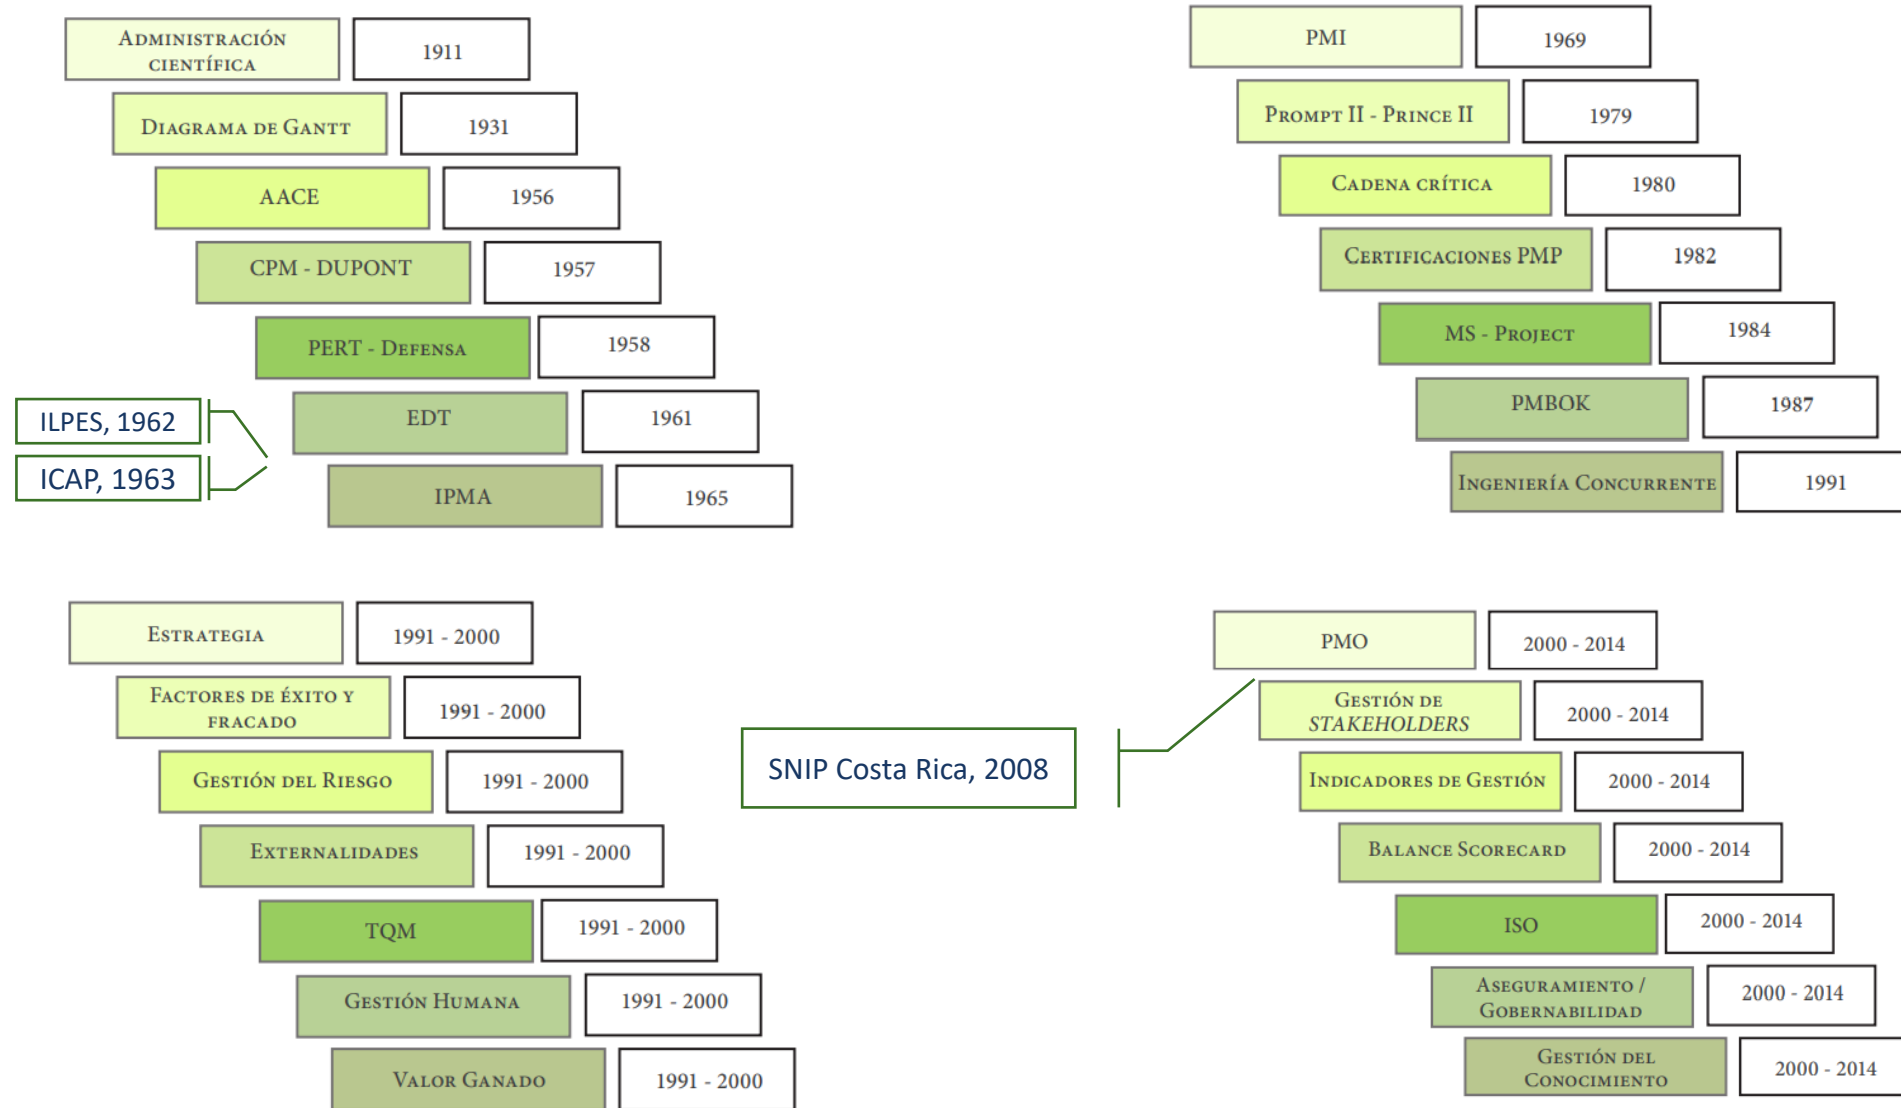 ADMINISTRACIÓN
CIENTÍFICA
1911
DIAGRAMA DE GANTT
1931
AACE
1956
CPM - DUPONT
1957
PERT - DEFENSA
1958
EDT
1961
IPMA
1965
ILPES, 1962
ICAP, 1963
PMI
1969
PROMPT II - PRINCE II
1979
CADENA CRÍTICA
1980
CERTIFICACIONES PMP
1982
MS - PROJECT
1984
PMBOK
1987
INGENIERÍA CONCURRENTE
1991
ESTRATEGIA
1991 - 2000
FACTORES DE ÉXITO Y
FRACADO
1991 - 2000
GESTIÓN DEL RIESGO
1991 - 2000
EXTERNALIDADES
1991 - 2000
TQM
1991 - 2000
GESTIÓN HUMANA
1991 - 2000
VALOR GANADO
1991 - 2000
SNIP Costa Rica, 2008
PMO
2000 - 2014
GESTIÓN DE
STAKEHOLDERS
2000 - 2014
INDICADORES DE GESTIÓN
2000 - 2014
BALANCE SCORECARD
2000 - 2014
ISO
2000 - 2014
ASEGURAMIENTO /
GOBERNABILIDAD
2000 - 2014
GESTIÓN DEL
CONOCIMIENTO
2000 - 2014